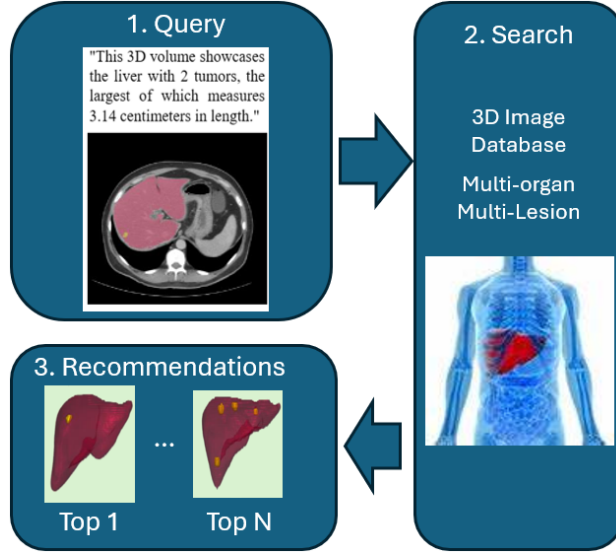 1. Query
"This 3D volume showcases
the liver with 2 tumors, the
largest of which measures
3.14 centimeters in length."
2. Search
3D Image
Database
Multi-organ
Multi-Lesion
3. Recommendations
...
Top 1
Top N